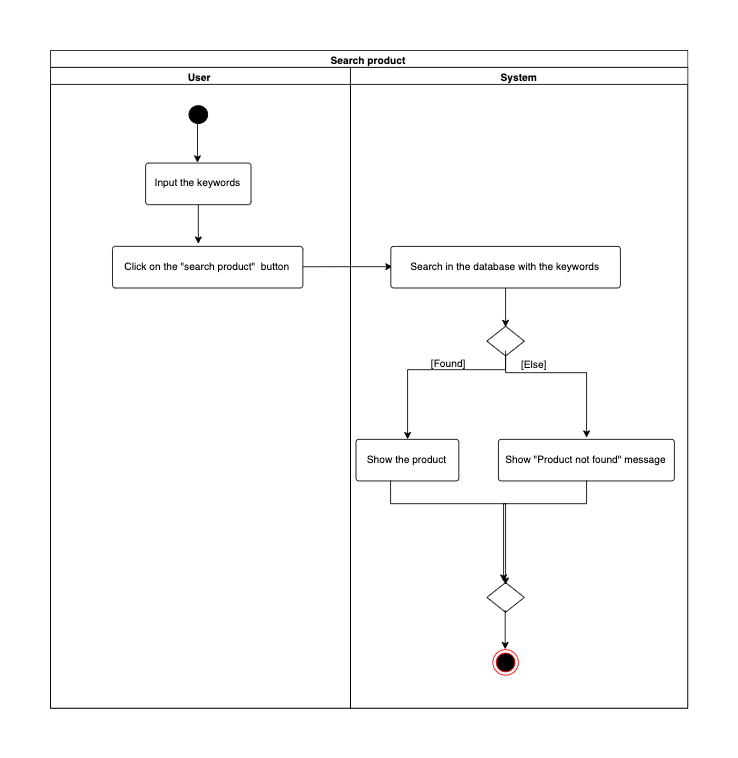 Search product
User
System
Input the keywords
Click on the "search product"  button
Search in the database with the keywords
[Found]
[Else]
Show the product
Show "Product not found" message